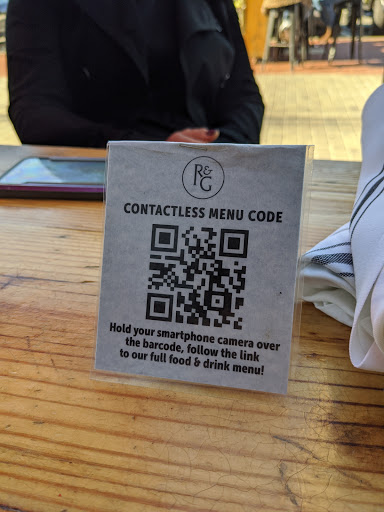 R&G
CONTACTLESS MENU CODE
Hold your smartphone camera over
the barcode, follow the link
to our full food & drink menu!